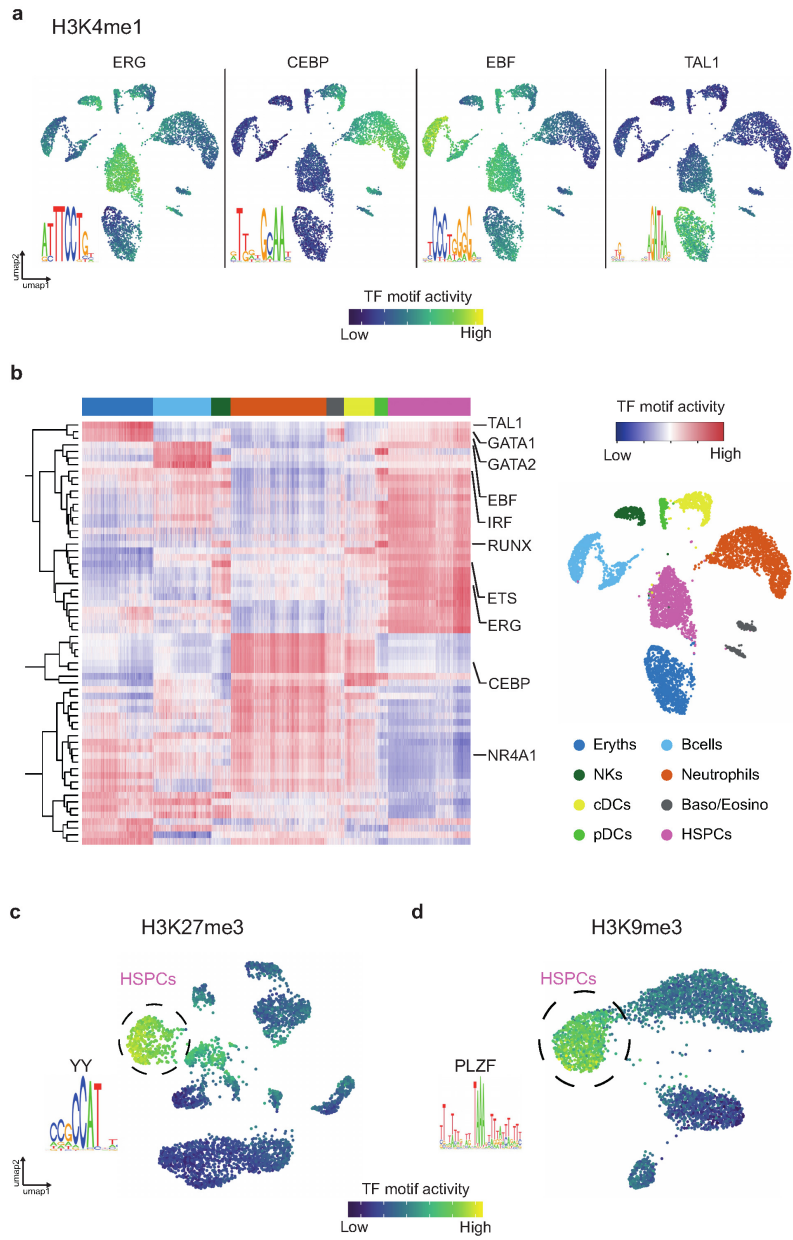 a
H3K4me1
ERG
CEBP
EBF
TAL1
umap2
umap1
TF motif activity
Low
High
b
TAL1
GATA1
GATA2
EBF
IRF
RUNX
ETS
ERG
CEBP
NR4A1
TF motif activity
Low
High
Eryths
Bcells
NKs
Neutrophils
cDCs
Baso/Eosino
pDCs
HSPCs
c
d
H3K27me3
H3K9me3
HSPCs
HSPCs
YY
PLZF
umap2
umap1
TF motif activity
Low
High